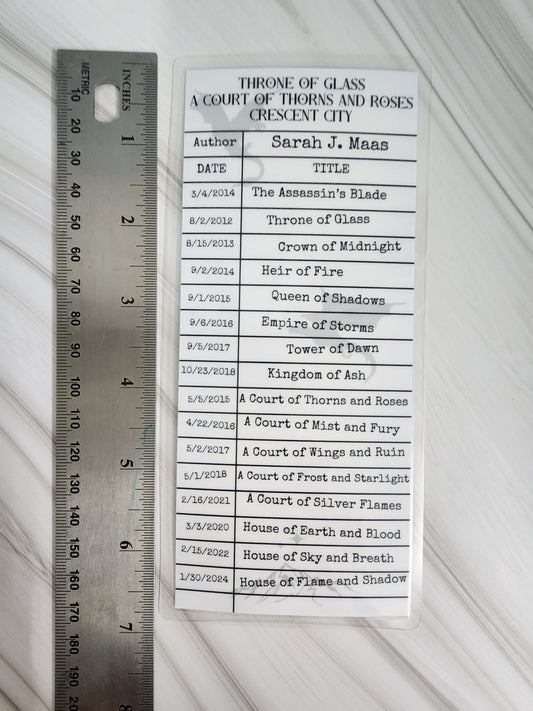 METRIC
INCHES
10
20
30
40
50
60
70
80
90
100
110
120
130
140
150
160
170
180
190
1
2
3
4
5
6
7
8
THRONE OF GLASS
A COURT OF THORNS AND ROSES
CRESCENT CITY
Author Sarah J. Maas
DATE TITLE
3/4/2014 The Assassin's Blade
8/2/2012 Throne of Glass
8/15/2013 Crown of Midnight
9/2/2014 Heir of Fire
9/1/2015 Queen of Shadows
9/6/2016 Empire of Storms
9/5/2017 Tower of Dawn
10/23/2018 Kingdom of Ash
5/5/2015 A Court of Thorns and Roses
4/22/2016 A Court of Mist and Fury
5/2/2017 A Court of Wings and Ruin
5/1/2018 A Court of Frost and Starlight
2/16/2021 A Court of Silver Flames
3/3/2020 House of Earth and Blood
2/15/2022 House of Sky and Breath
1/30/2024 House of Flame and Shadow